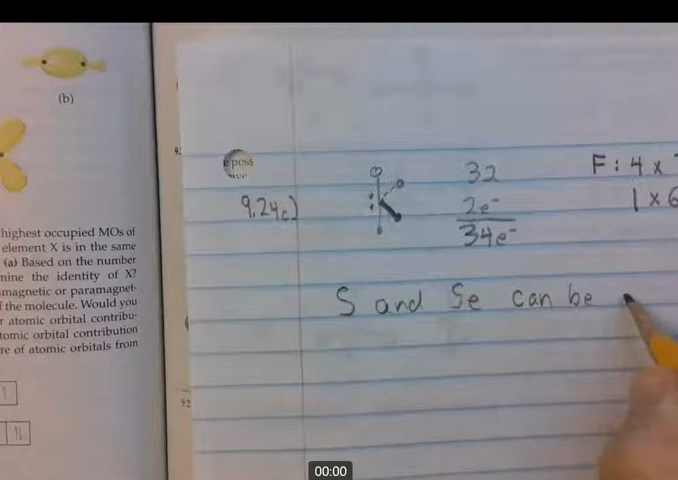 (b)
highest occupied MOs of
element X is in the same
(a) Based on the number
mine the identity of X?
magnetic or paramagnet-
f the molecule. Would you
r atomic orbital contribu-
tomic orbital contribution
re of atomic orbitals from
e poss
9.24c)
32
2e-
34e-
F: 4 x
1 x 6
S and Se can be
00:00